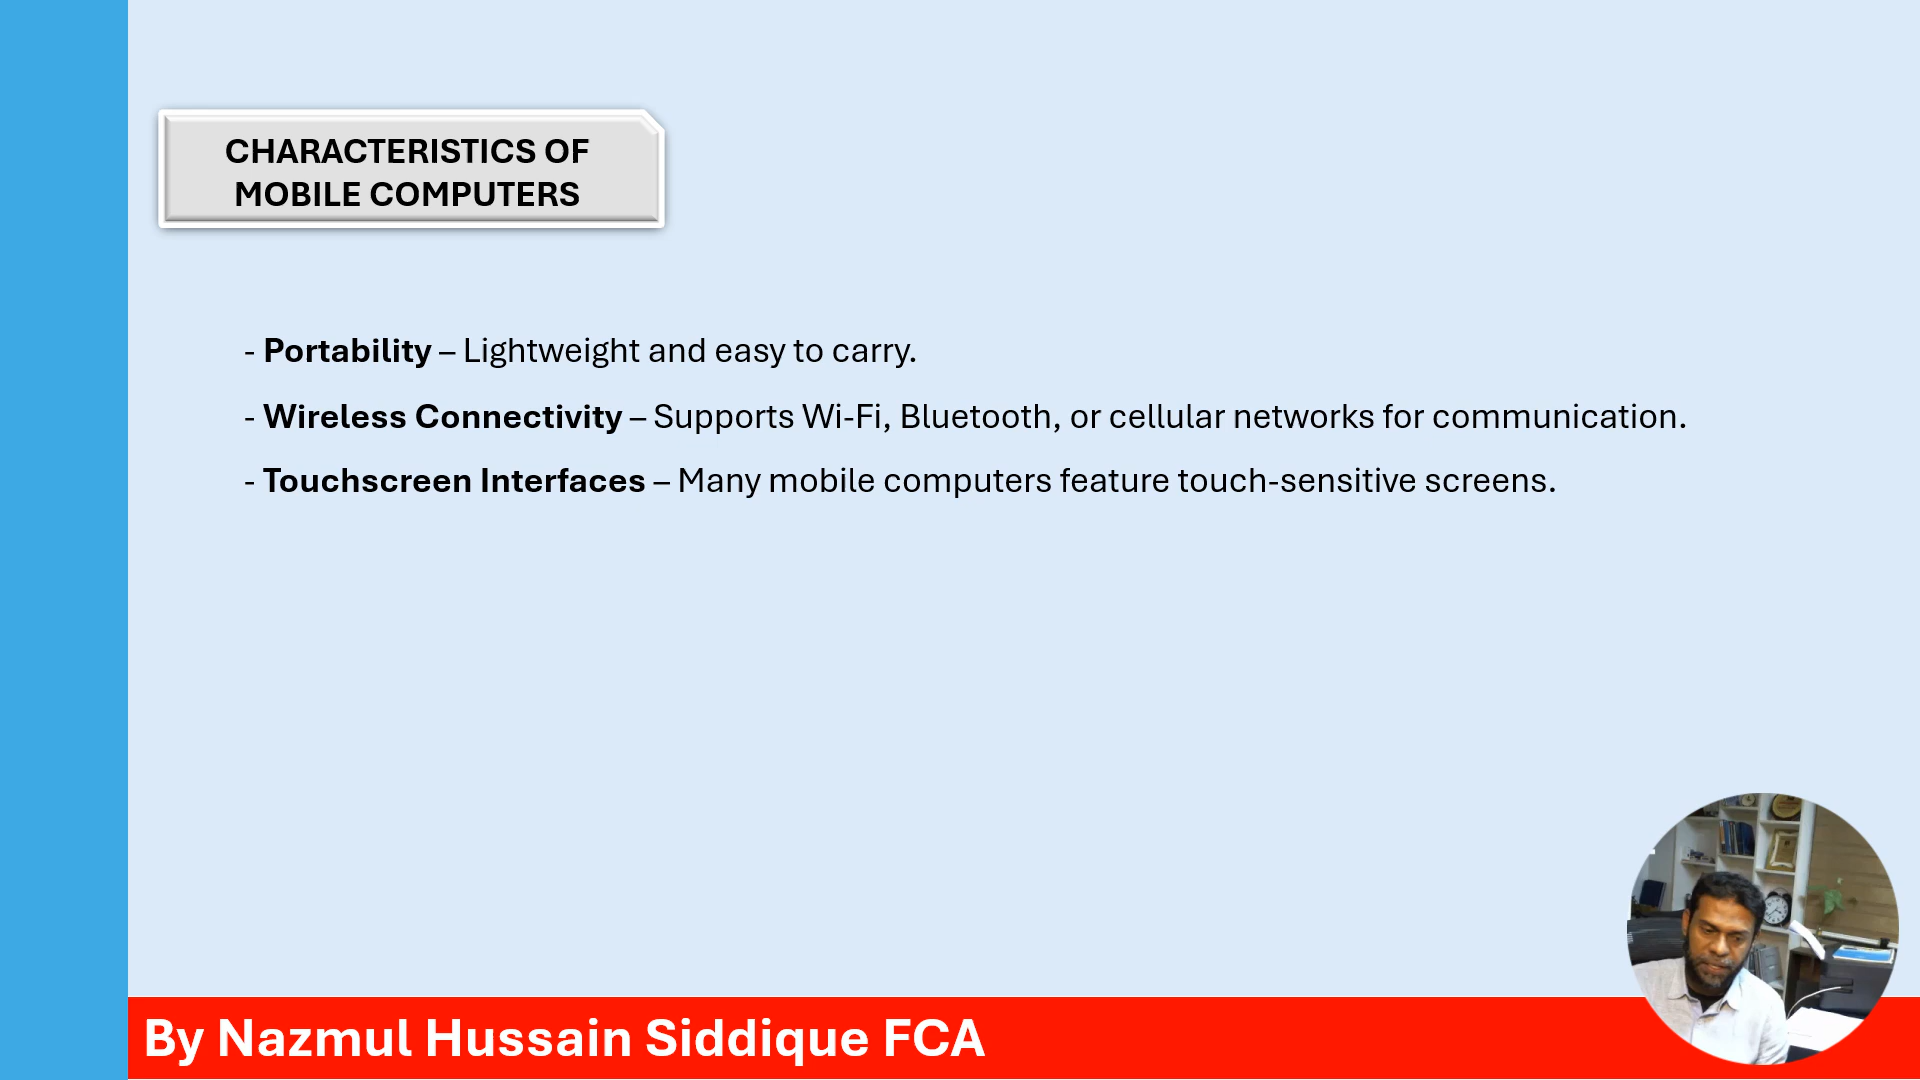 CHARACTERISTICS OF
MOBILE COMPUTERS
- Portability – Lightweight and easy to carry.
- Wireless Connectivity – Supports Wi-Fi, Bluetooth, or cellular networks for communication.
- Touchscreen Interfaces – Many mobile computers feature touch-sensitive screens.
By Nazmul Hussain Siddique FCA